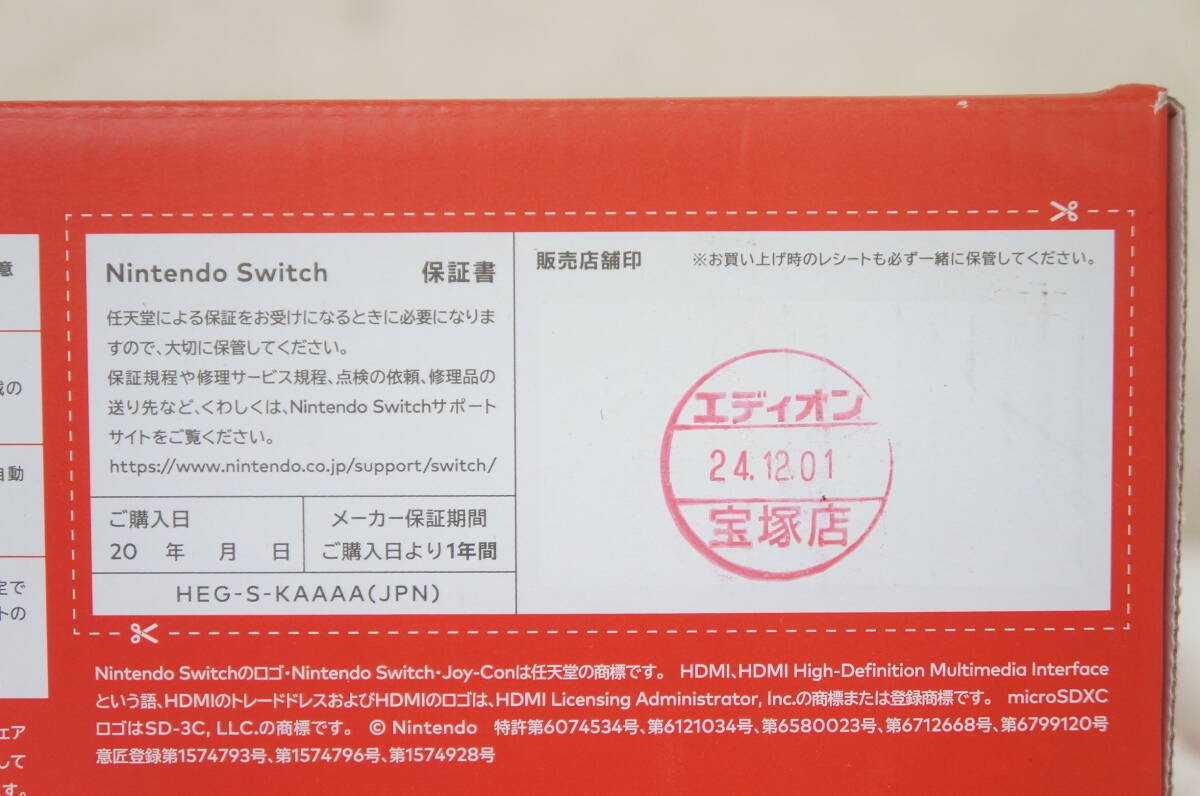 意
載の
自動
定で
トの
ェア
して
す。
Nintendo Switch 保証書
任天堂による保証をお受けになるときに必要になりま
すので、大切に保管してください。
保証規程や修理サービス規程、点検の依頼、修理品の
送り先など、くわしくは、Nintendo Switchサポート
サイトをご覧ください。
https://www.nintendo.co.jp/support/switch/
ご購入日
20 年 月 日
メーカー保証期間
ご購入日より1年間
HEG-S-KAAAA(JPN)
販売店舗印 ※お買い上げ時のレシートも必ず一緒に保管してください。
エディオン
24.12.01
宝塚店
Nintendo Switchのロゴ・Nintendo Switch・Joy-Conは任天堂の商標です。 HDMI、HDMI High-Definition Multimedia Interface
という語、HDMIのトレードドレスおよびHDMIのロゴは、HDMI Licensing Administrator, Inc.の商標または登録商標です。 microSDXC
ロゴはSD-3C, LLC.の商標です。 © Nintendo 特許第6074534号、第6121034号、第6580023号、第6712668号、第6799120号
意匠登録第1574793号、第1574796号、第1574928号